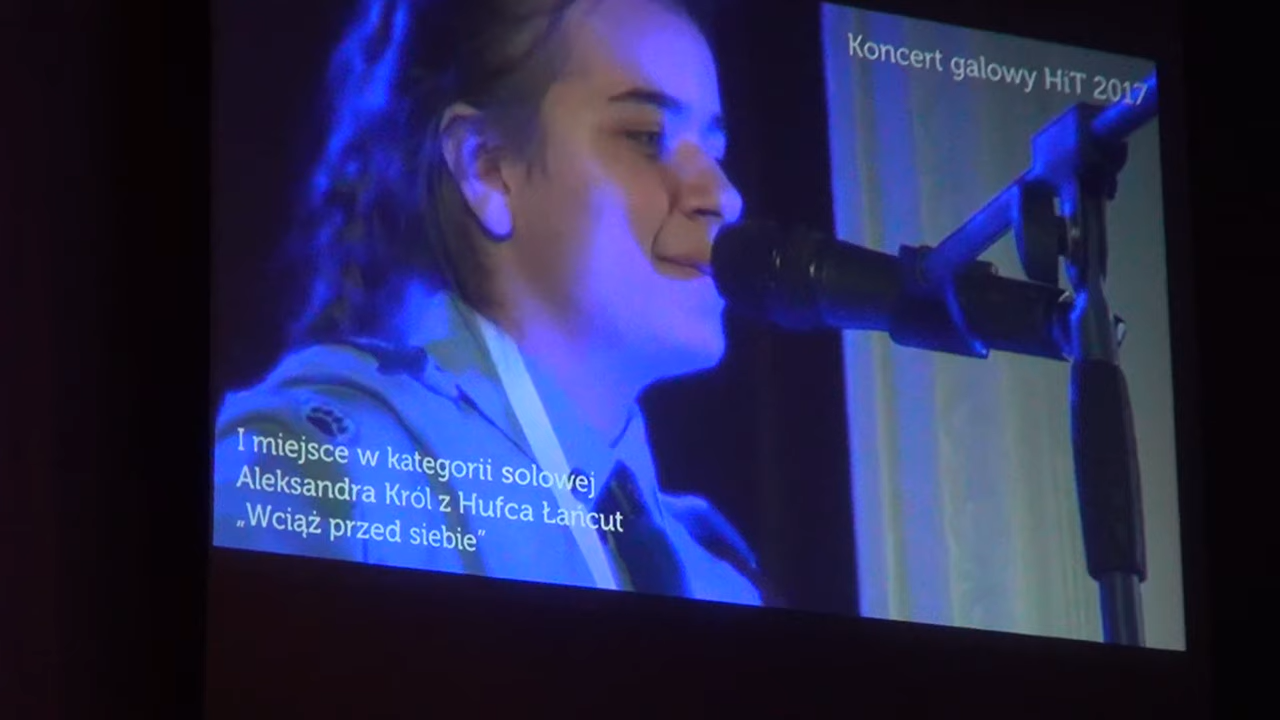 Koncert galowy HiT 2017
I miejsce w kategorii solowej
Aleksandra Król z Hufca Łańcut
„Wciąż przed siebie”